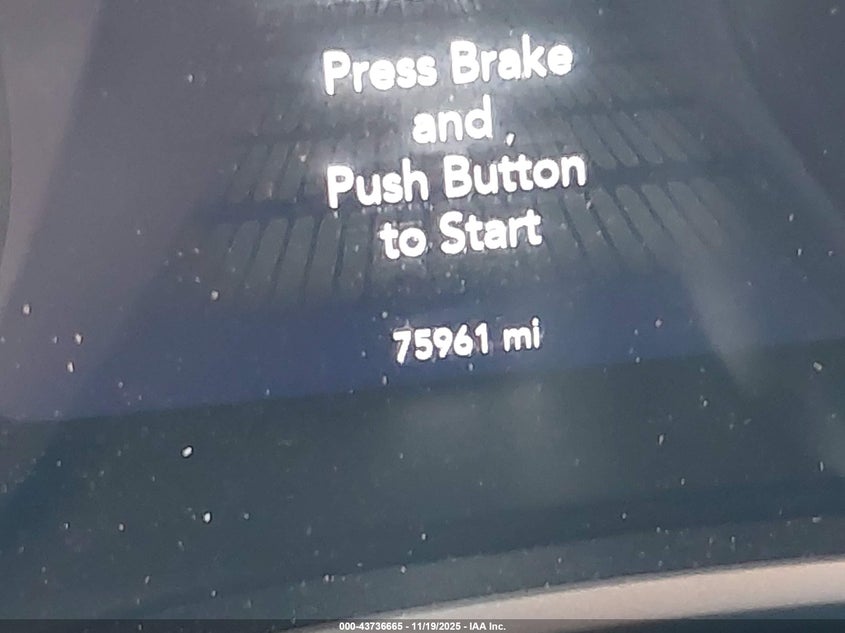 Press Brake
and
Push Button
to Start
75961 mi
000-43736665 - 11/19/2025 - IAA Inc.